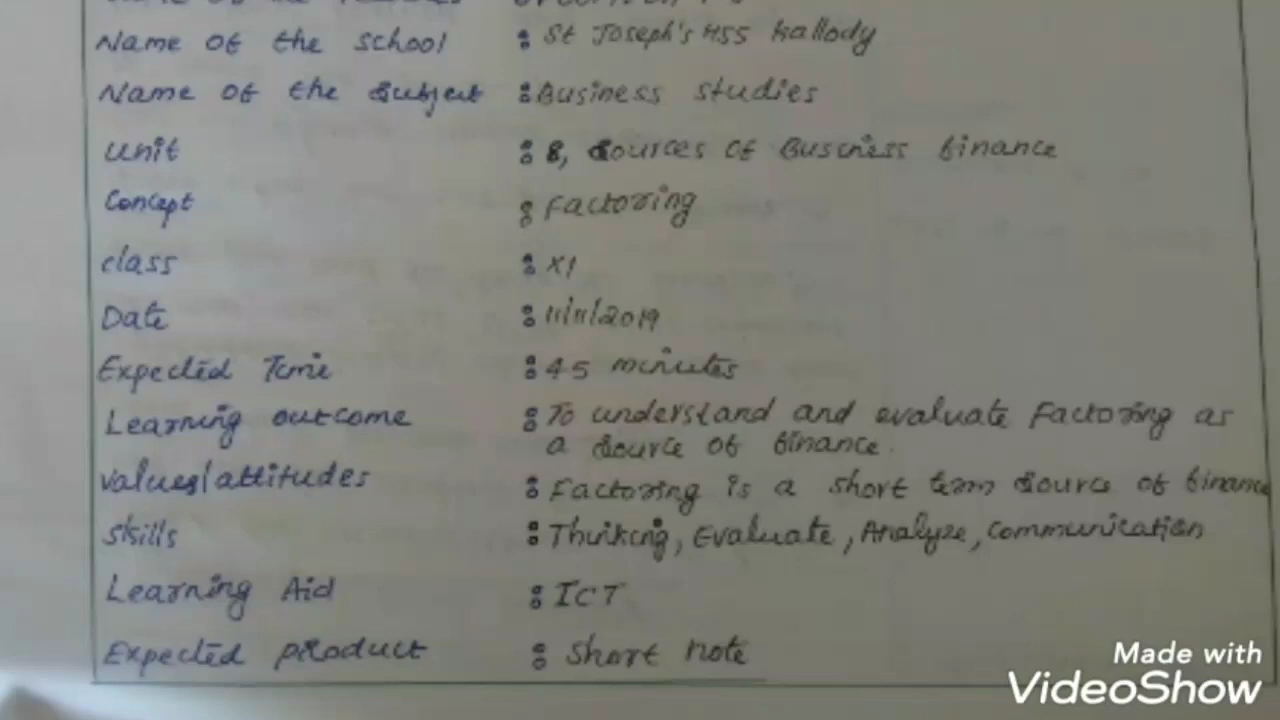 Name of the school : St Joseph's HSS Kallody
Name of the Subject : Business studies
Unit : 8, Sources of Business finance
Concept : Factoring
class : XI
Date : 11/11/2019
Expected Time : 45 minutes
Learning outcome : To understand and evaluate Factoring as
a source of finance.
values/attitudes : Factoring is a short term source of finance
Skills : Thinking, Evaluate, Analyze, Communication
Learning Aid : ICT
Expected product : Short note
Made with
VideoShow